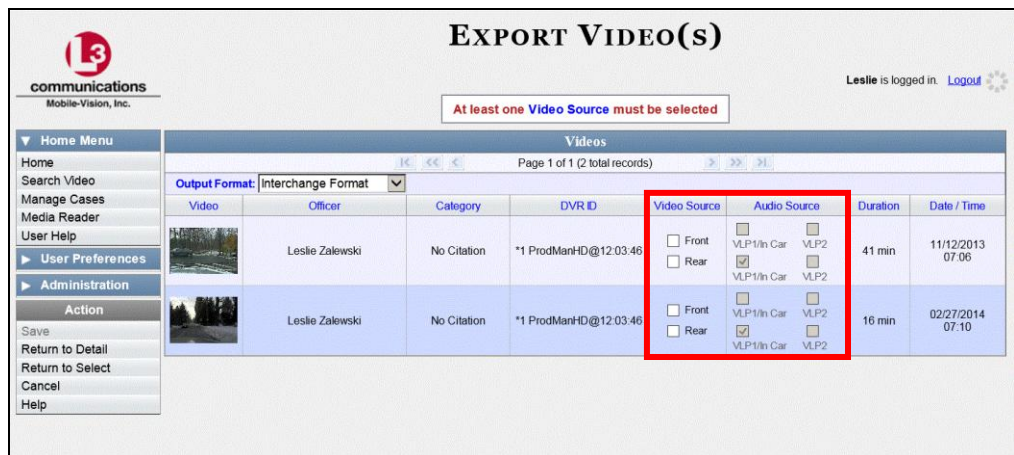 EXPORT VIDEO(S)
L3
communications
Mobile-Vision, Inc.
Leslie is logged in. Logout
At least one Video Source must be selected
Home Menu
Home
Search Video
Manage Cases
Media Reader
User Help
User Preferences
Administration
Action
Save
Return to Detail
Return to Select
Cancel
Help
Videos
Page 1 of 1 (2 total records)
Output Format: Interchange Format
Video Officer Category DVR ID Video Source Audio Source Duration Date / Time
Leslie Zalewski No Citation *1 ProdManHD@12:03:46 Front Rear VLP1/In Car VLP2 VLP1/In Car VLP2 41 min 11/12/2013 07:06
Leslie Zalewski No Citation *1 ProdManHD@12:03:46 Front Rear VLP1/In Car VLP2 VLP1/In Car VLP2 16 min 02/27/2014 07:10